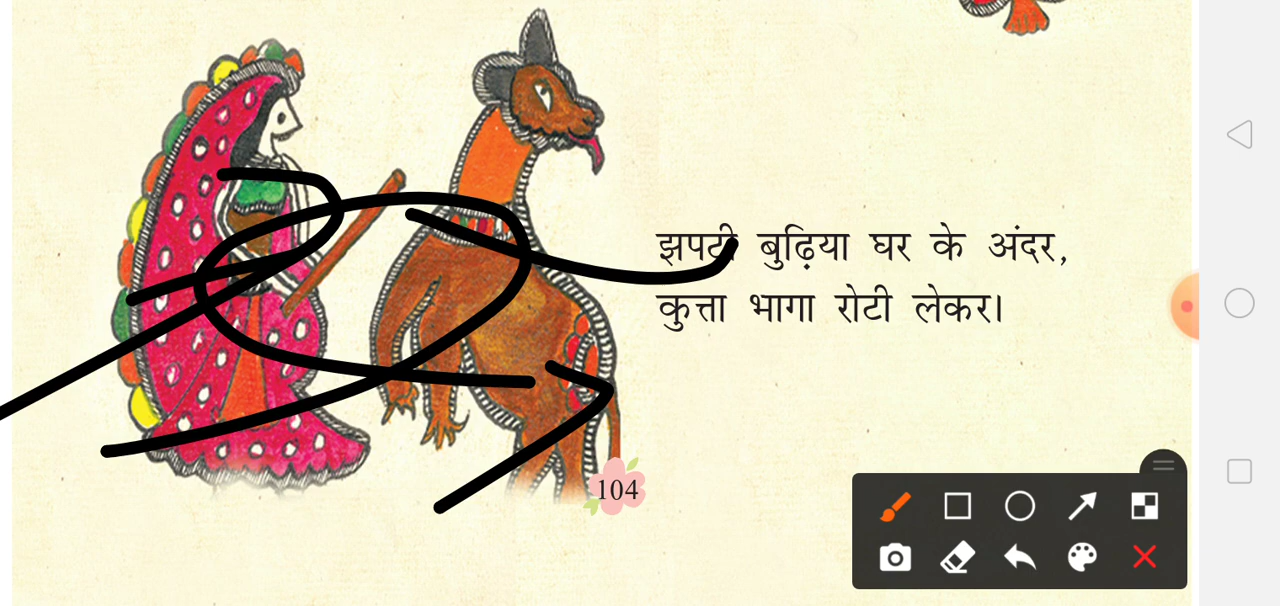 झपटी बुढ़िया घर के अंदर,
कुत्ता भागा रोटी लेकर।
104